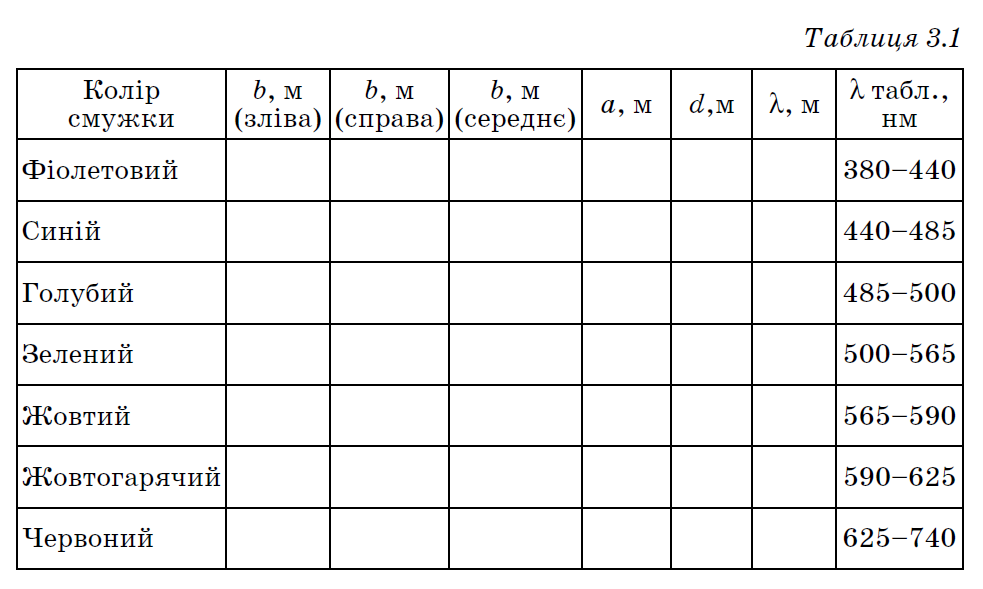 Таблиця 3.1
Колір смужки b, м (зліва) b, м (справа) b, м (середнє) a, м d,м λ, м λ табл., нм
Фіолетовий 380–440
Синій 440–485
Голубий 485–500
Зелений 500–565
Жовтий 565–590
Жовтогарячий 590–625
Червоний 625–740